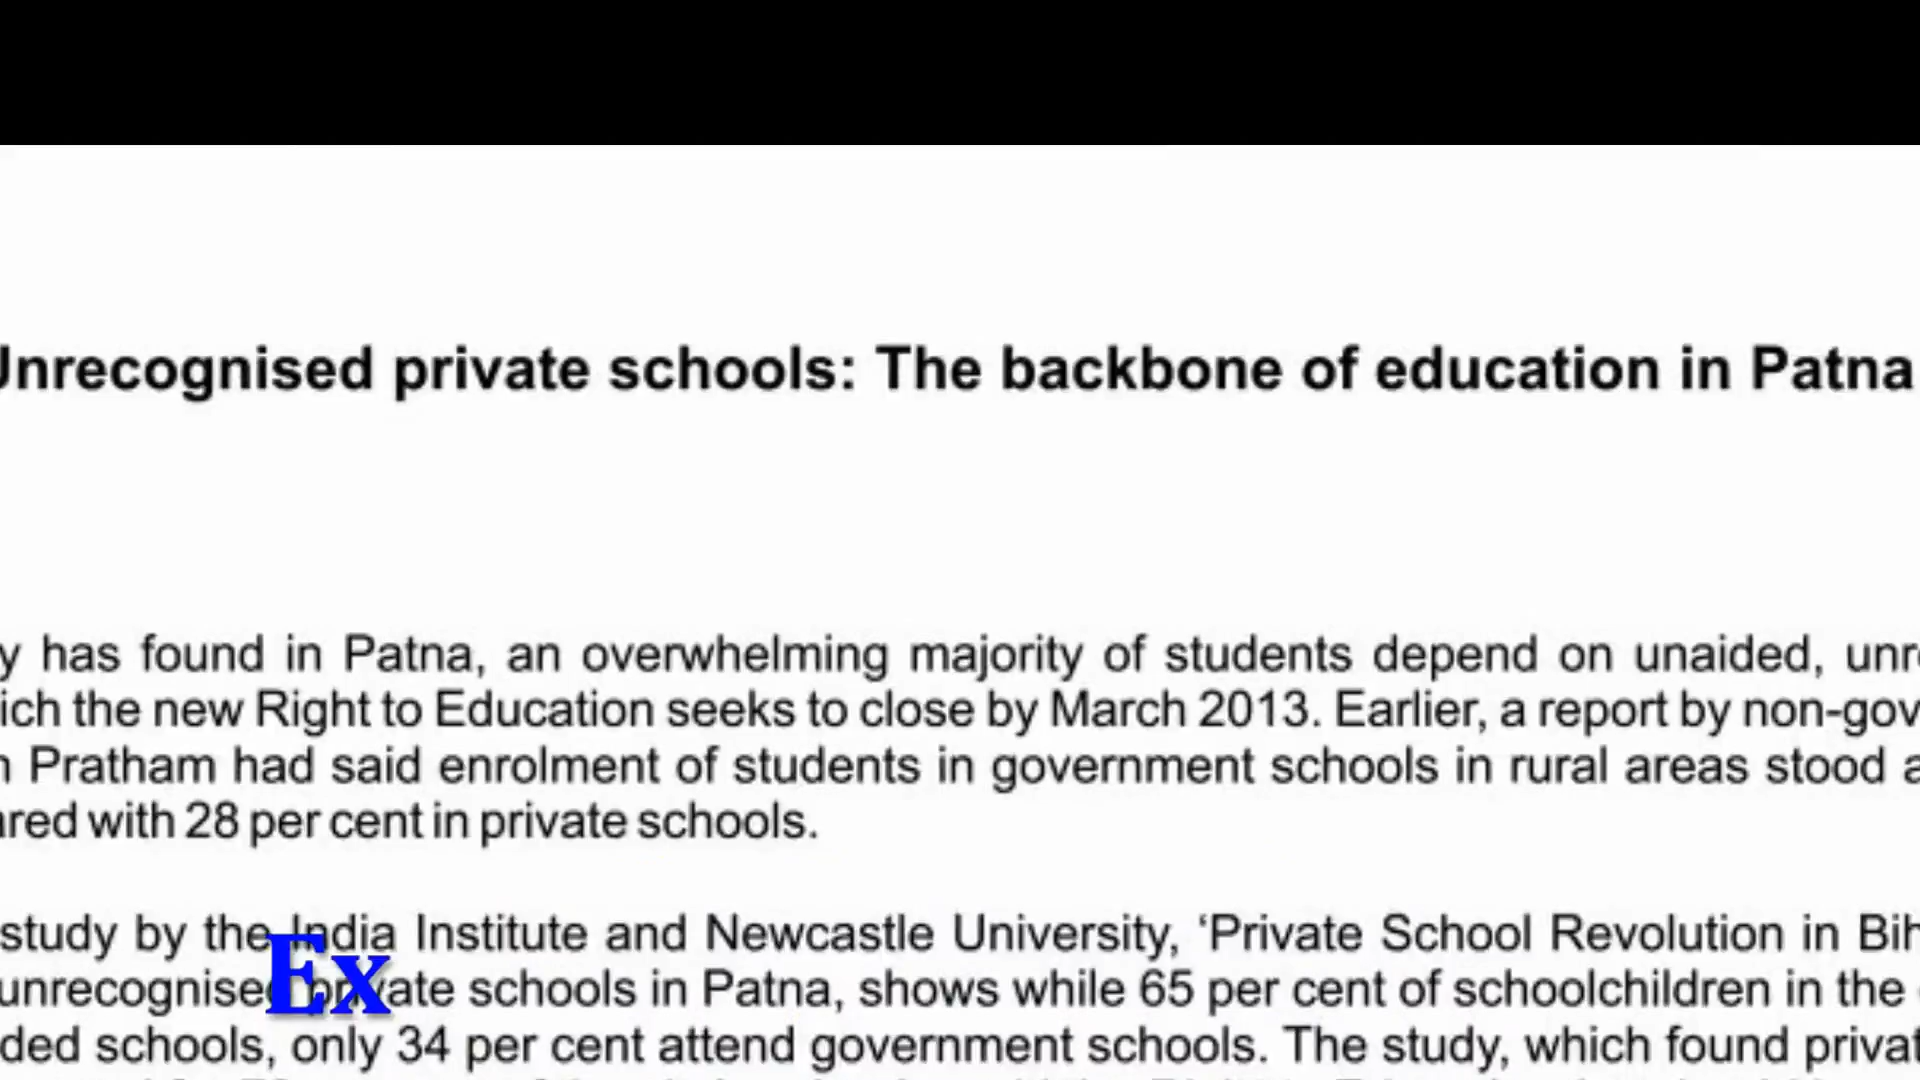 Unrecognised private schools: The backbone of education in Patna
y has found in Patna, an overwhelming majority of students depend on unaided, unr
ich the new Right to Education seeks to close by March 2013. Earlier, a report by non-gov
n Pratham had said enrolment of students in government schools in rural areas stood a
ared with 28 per cent in private schools.
study by the India Institute and Newcastle University, ‘Private School Revolution in Bih
unrecognised private schools in Patna, shows while 65 per cent of schoolchildren in the
Ex
ded schools, only 34 per cent attend government schools. The study, which found privat